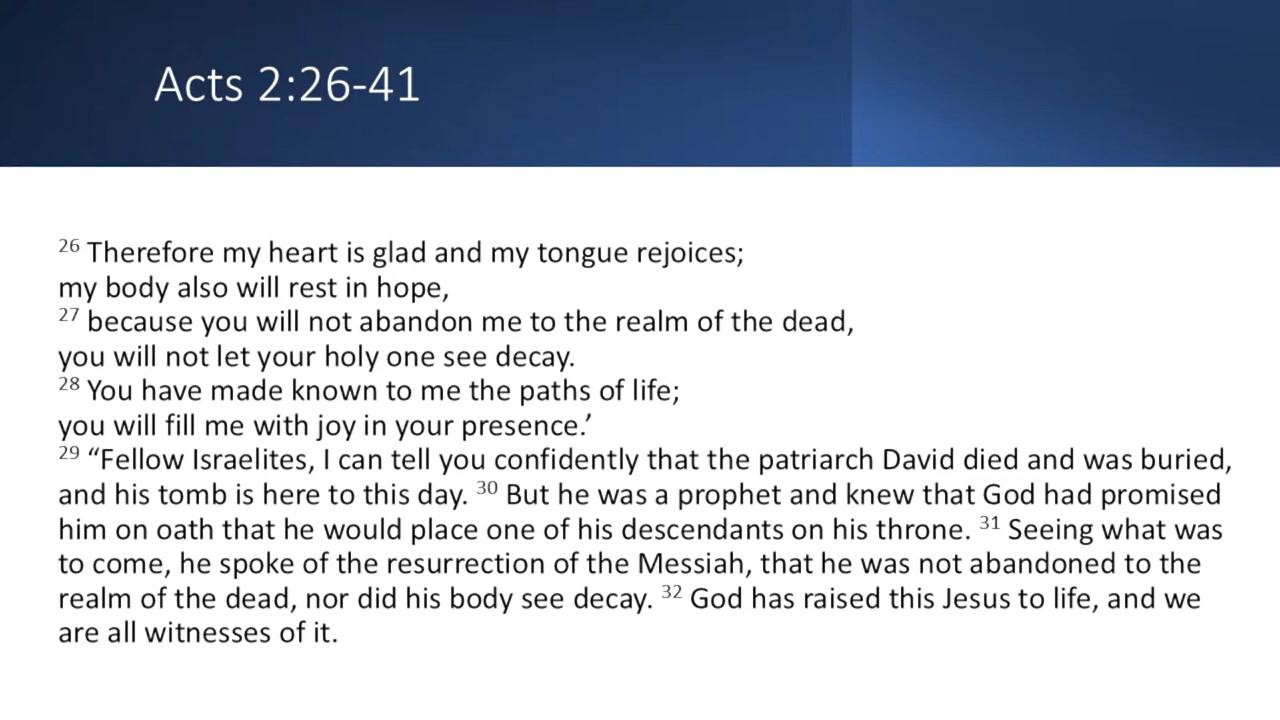 Acts 2:26-41
26 Therefore my heart is glad and my tongue rejoices;
my body also will rest in hope,
27 because you will not abandon me to the realm of the dead,
you will not let your holy one see decay.
28 You have made known to me the paths of life;
you will fill me with joy in your presence.’
29 “Fellow Israelites, I can tell you confidently that the patriarch David died and was buried,
and his tomb is here to this day. 30 But he was a prophet and knew that God had promised
him on oath that he would place one of his descendants on his throne. 31 Seeing what was
to come, he spoke of the resurrection of the Messiah, that he was not abandoned to the
realm of the dead, nor did his body see decay. 32 God has raised this Jesus to life, and we
are all witnesses of it.